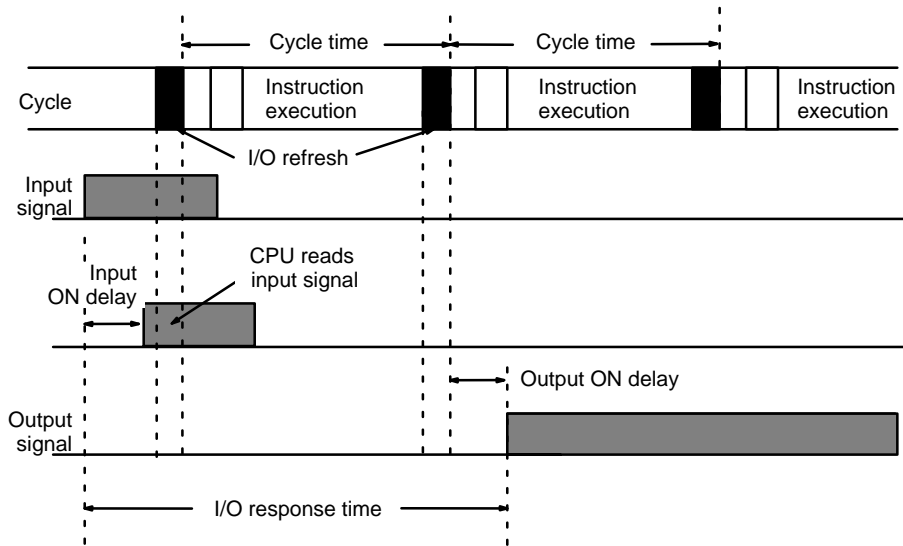 Cycle time
Cycle time
Cycle
Instruction
execution
Instruction
execution
Instruction
execution
I/O refresh
Input
signal
Input
ON delay
CPU reads
input signal
Output ON delay
Output
signal
I/O response time